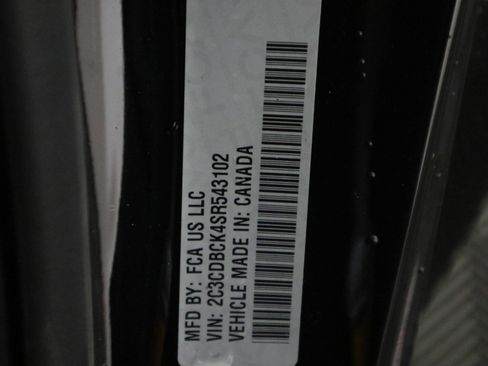 MFD BY: FCA US LLC
VIN: 2C3CDBCK4SR543102
VEHICLE MADE IN: CANADA